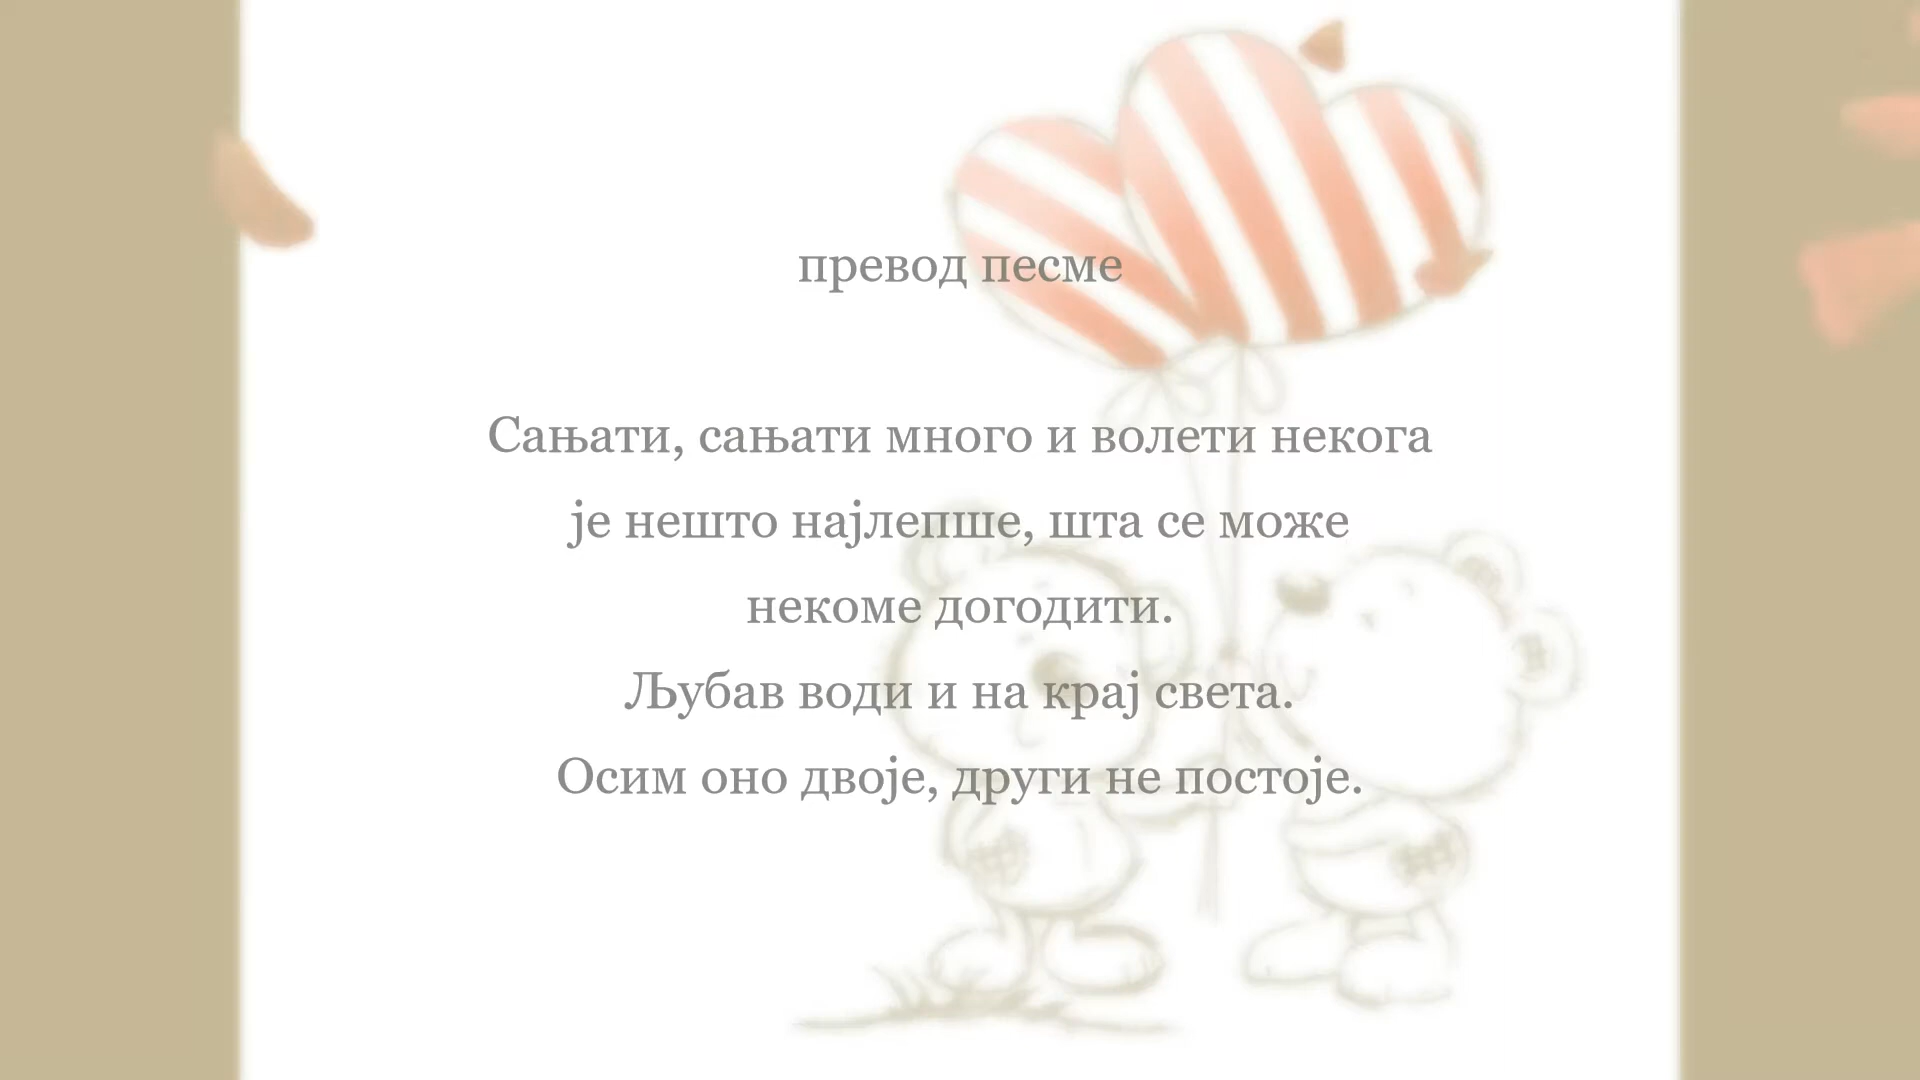 превод песме
Сањати, сањати много и волети некога
је нешто најлепше, шта се може
некоме догодити.
Љубав води и на крај света.
Осим оно двоје, други не постоје.